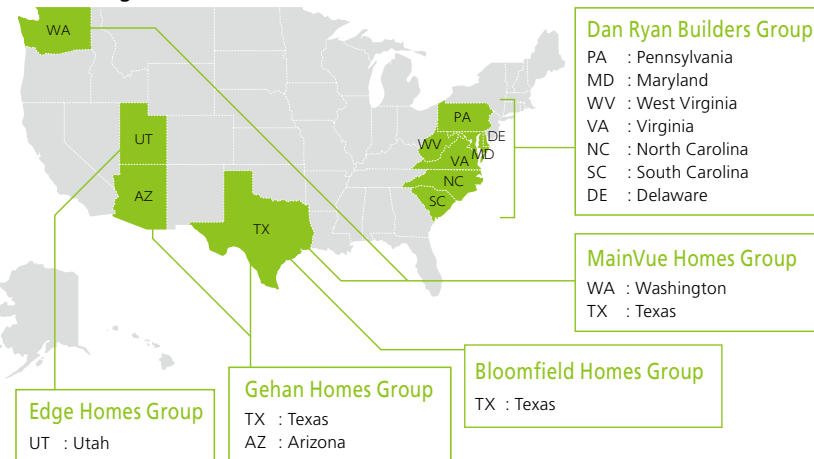 WA
UT
AZ
TX
PA
WV
VA
MD
DE
NC
SC
Dan Ryan Builders Group
PA : Pennsylvania
MD : Maryland
WV : West Virginia
VA : Virginia
NC : North Carolina
SC : South Carolina
DE : Delaware
MainVue Homes Group
WA : Washington
TX : Texas
Bloomfield Homes Group
TX : Texas
Gehan Homes Group
TX : Texas
AZ : Arizona
Edge Homes Group
UT : Utah